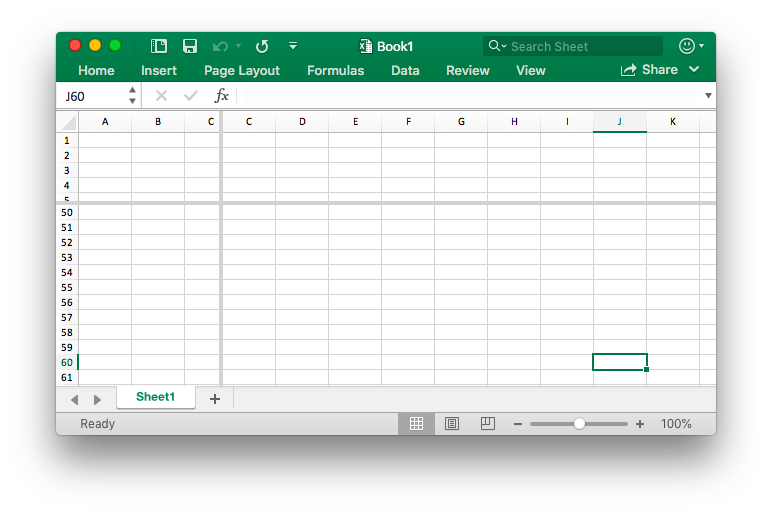 Book1
Search Sheet
Home Insert Page Layout Formulas Data Review View Share
J60 fx
A B C C D E F G H I J K
1
2
3
4
5
50
51
52
53
54
55
56
57
58
59
60
61
Sheet1 +
Ready − + 100%